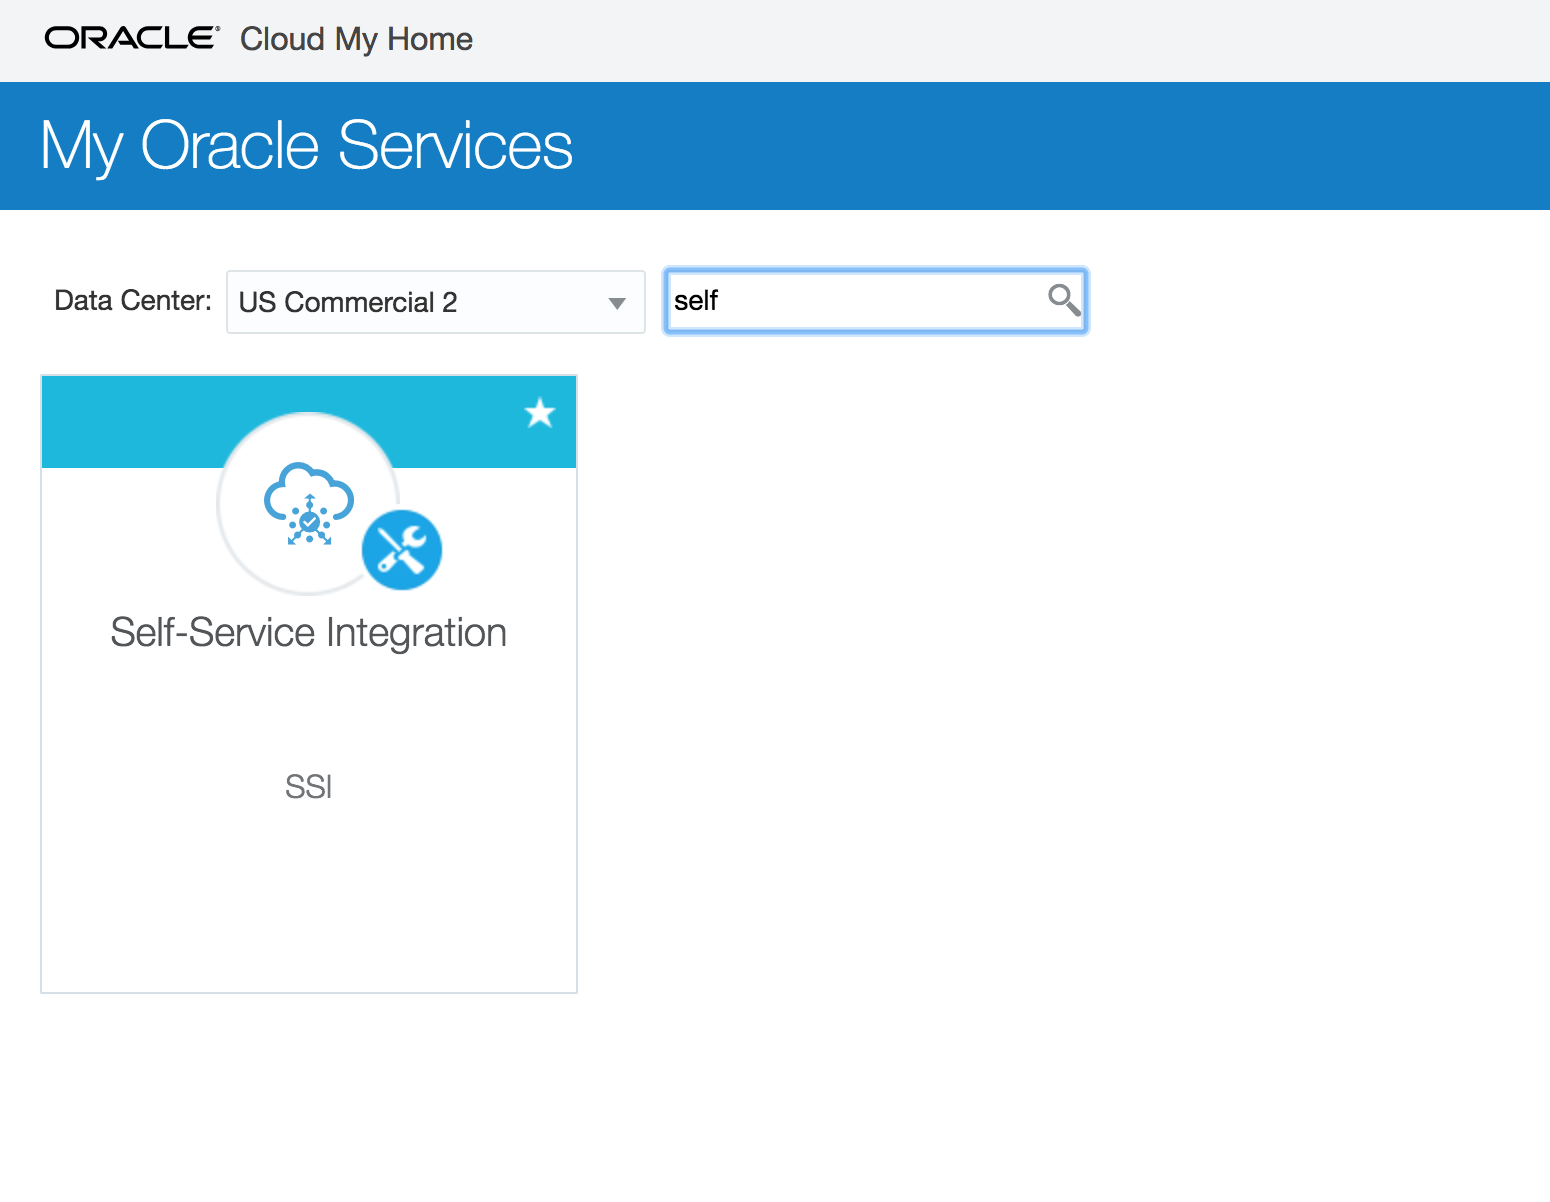 ORACLE® Cloud My Home
My Oracle Services
Data Center: US Commercial 2 self
Self-Service Integration
SSI